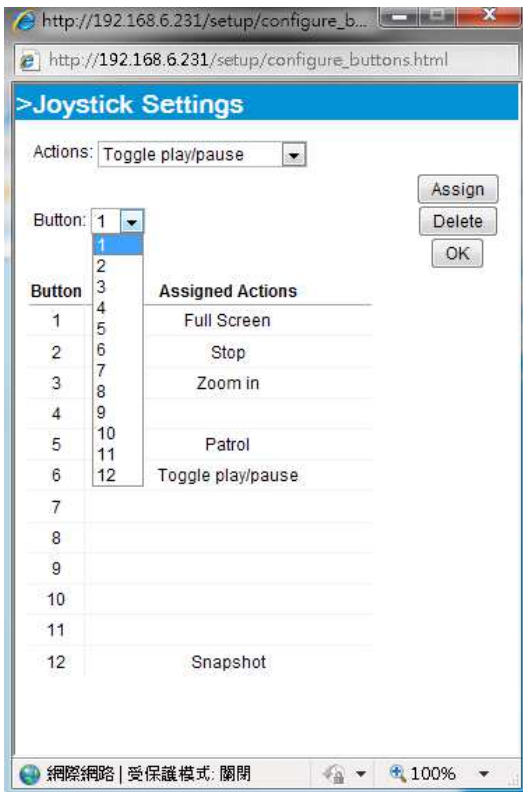 http://192.168.6.231/setup/configure_b...
http://192.168.6.231/setup/configure_buttons.html
>Joystick Settings
Actions: Toggle play/pause
Assign
Button: 1
Delete
OK
1
2
3
4
5
6
7
8
9
10
11
12
Button Assigned Actions
1 Full Screen
2 Stop
3 Zoom in
4
5 Patrol
6 Toggle play/pause
7
8
9
10
11
12 Snapshot
網際網路 | 受保護模式: 關閉
100%